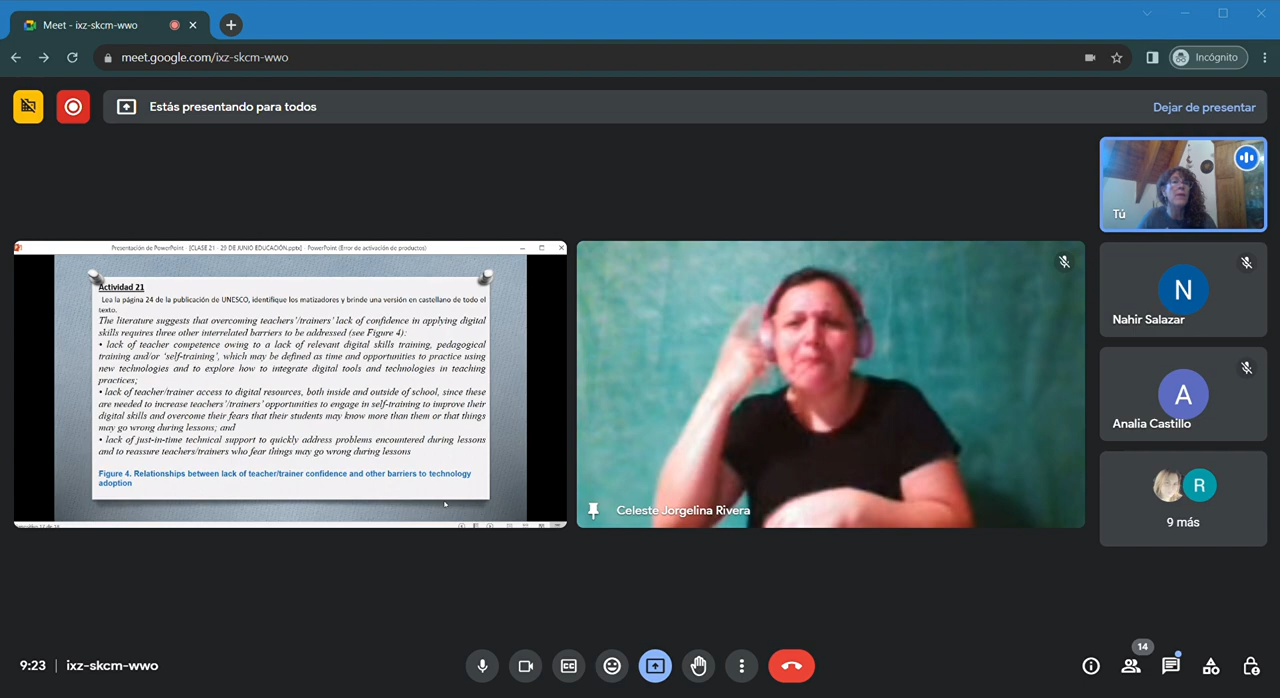 Meet - ixz-skcm-wwo
meet.google.com/ixz-skcm-wwo
Incógnito
Estás presentando para todos
Dejar de presentar
Tú
Presentación de PowerPoint - [CLASE 21 - 29 DE JUNIO EDUCACIÓN.pptx] - PowerPoint (Error de activación de productos)
Actividad 21
Lea la página 24 de la publicación de UNESCO, identifique los matizadores y brinde una versión en castellano de todo el
texto.
The literature suggests that overcoming teachers'/trainers' lack of confidence in applying digital
skills requires three other interrelated barriers to be addressed (see Figure 4):
• lack of teacher competence owing to a lack of relevant digital skills training, pedagogical
training and/or 'self-training', which may be defined as time and opportunities to practice using
new technologies and to explore how to integrate digital tools and technologies in teaching
practices;
• lack of teacher/trainer access to digital resources, both inside and outside of school, since these
are needed to increase teachers'/trainers' opportunities to engage in self-training to improve their
digital skills and overcome their fears that their students may know more than them or that things
may go wrong during lessons; and
• lack of just-in-time technical support to quickly address problems encountered during lessons
and to reassure teachers/trainers who fear things may go wrong during lessons
Figure 4. Relationships between lack of teacher/trainer confidence and other barriers to technology
adoption
Celeste Jorgelina Rivera
N
Nahir Salazar
A
Analia Castillo
R
9 más
9:23 | ixz-skcm-wwo
14